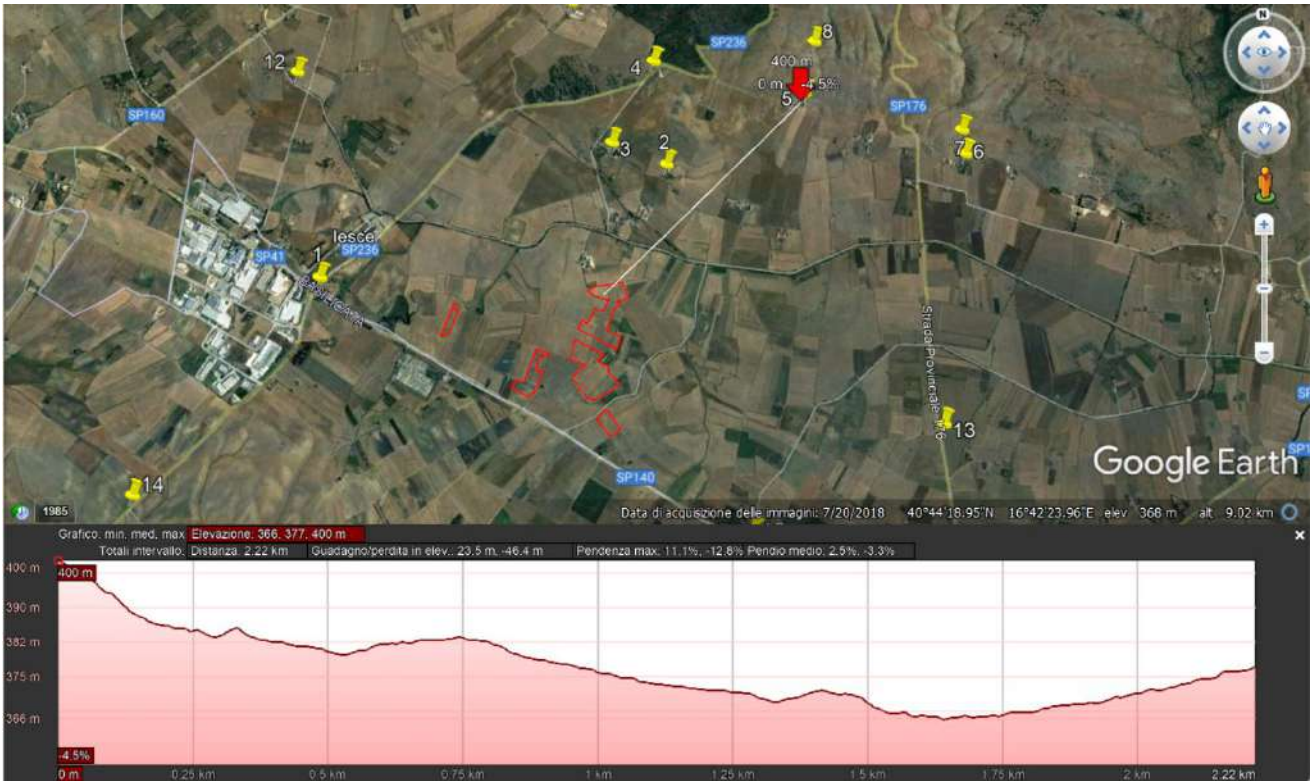 N
SP236
8
12
4
400 m
0 m -4.5%
5
SP176
SP160
3
2
7 6
Iesce
SP236
SP41
1
Strada Provinciale 176
13
14
SP140
Google Earth
1985
Data di acquisizione delle immagini: 7/20/2018 40°44'18.95"N 16°42'23.96"E elev 368 m alt 9.02 km
Grafico: min, med, max Elevazione: 366, 377, 400 m
Totali intervallo: Distanza: 2.22 km Guadagno/perdita in elev.: 23.5 m, -46.4 m Pendenza max: 11.1%, -12.8% Pendio medio: 2.5%, -3.3%
400 m
400 m
390 m
382 m
375 m
366 m
-4.5%
0 m 0.25 km 0.5 km 0.75 km 1 km 1.25 km 1.5 km 1.75 km 2 km 2.22 km